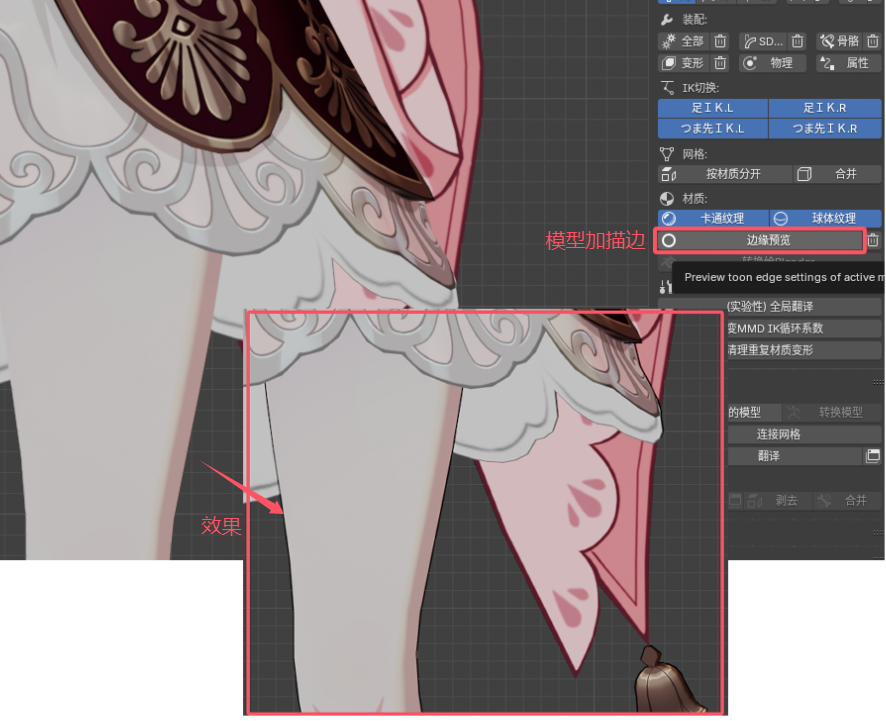 装配:
全部
SD...
骨骼
变形
物理
属性
IK切换:
足ＩＫ.L
足ＩＫ.R
つま先ＩＫ.L
つま先ＩＫ.R
网格:
按材质分开
合并
材质:
卡通纹理
球体纹理
模型加描边
边缘预览
Preview toon edge settings of active m
(实验性) 全局翻译
变MMD IK循环系数
清理重复材质变形
的模型
转换模型
连接网格
翻译
剥去
合并
效果